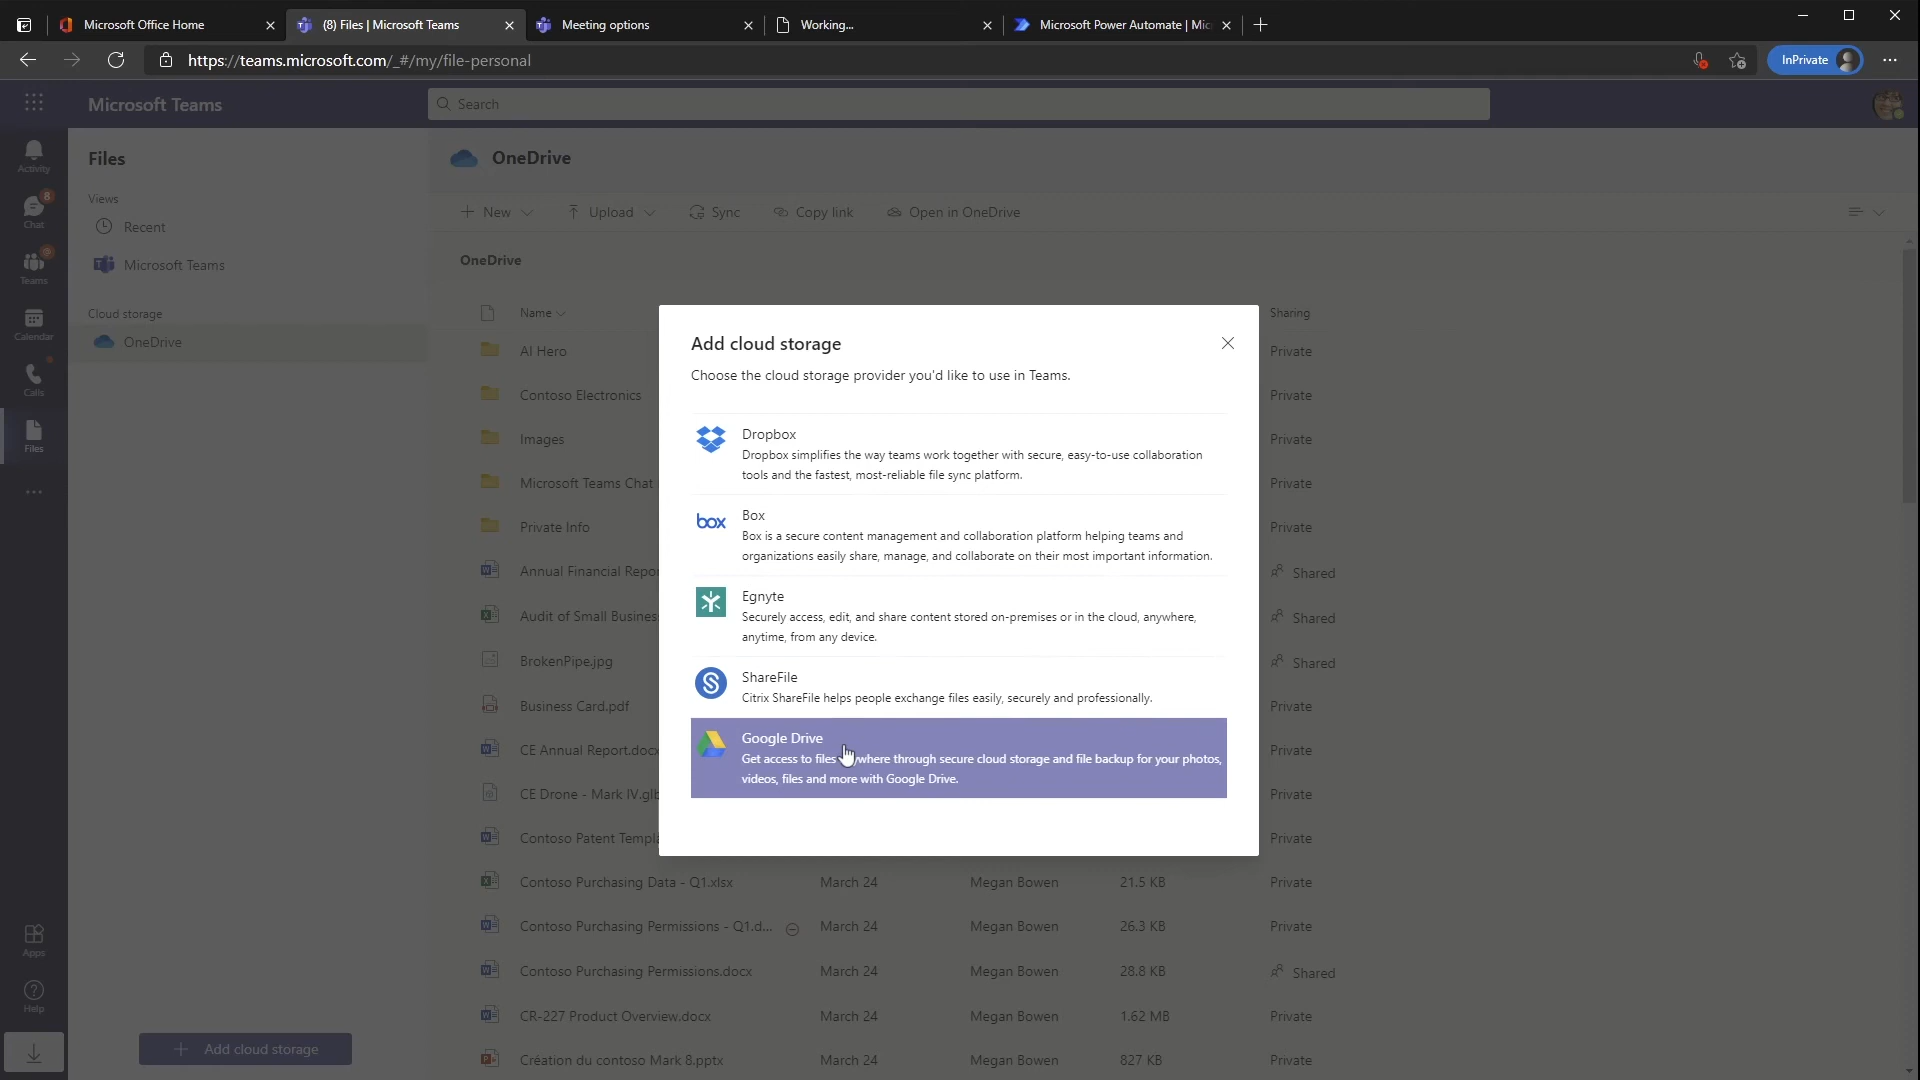 Microsoft Office Home
(8) Files | Microsoft Teams
Meeting options
Working...
Microsoft Power Automate | Mic
https://teams.microsoft.com/_#/my/file-personal
InPrivate
Microsoft Teams
Search
Activity
8
Chat
Teams
Calendar
Calls
Files
Apps
Help
Files
Views
Recent
Microsoft Teams
Cloud storage
OneDrive
Add cloud storage
OneDrive
New
Upload
Sync
Copy link
Open in OneDrive
OneDrive
Name
Sharing
AI Hero
Private
Contoso Electronics
Private
Images
Private
Microsoft Teams Chat
Private
Private Info
Private
Annual Financial Repor
Shared
Audit of Small Business
Shared
BrokenPipe.jpg
Shared
Business Card.pdf
Private
CE Annual Report.docx
Private
CE Drone - Mark IV.glb
Private
Contoso Patent Templa
Private
Contoso Purchasing Data - Q1.xlsx March 24 Megan Bowen 21.5 KB Private
Contoso Purchasing Permissions - Q1.d... March 24 Megan Bowen 26.3 KB Private
Contoso Purchasing Permissions.docx March 24 Megan Bowen 28.8 KB Shared
CR-227 Product Overview.docx March 24 Megan Bowen 1.62 MB Private
Création du contoso Mark 8.pptx March 24 Megan Bowen 827 KB Private
Add cloud storage
Choose the cloud storage provider you'd like to use in Teams.
Dropbox
Dropbox simplifies the way teams work together with secure, easy-to-use collaboration
tools and the fastest, most-reliable file sync platform.
box
Box
Box is a secure content management and collaboration platform helping teams and
organizations easily share, manage, and collaborate on their most important information.
Egnyte
Securely access, edit, and share content stored on-premises or in the cloud, anywhere,
anytime, from any device.
ShareFile
Citrix ShareFile helps people exchange files easily, securely and professionally.
Google Drive
Get access to files ywhere through secure cloud storage and file backup for your photos,
videos, files and more with Google Drive.